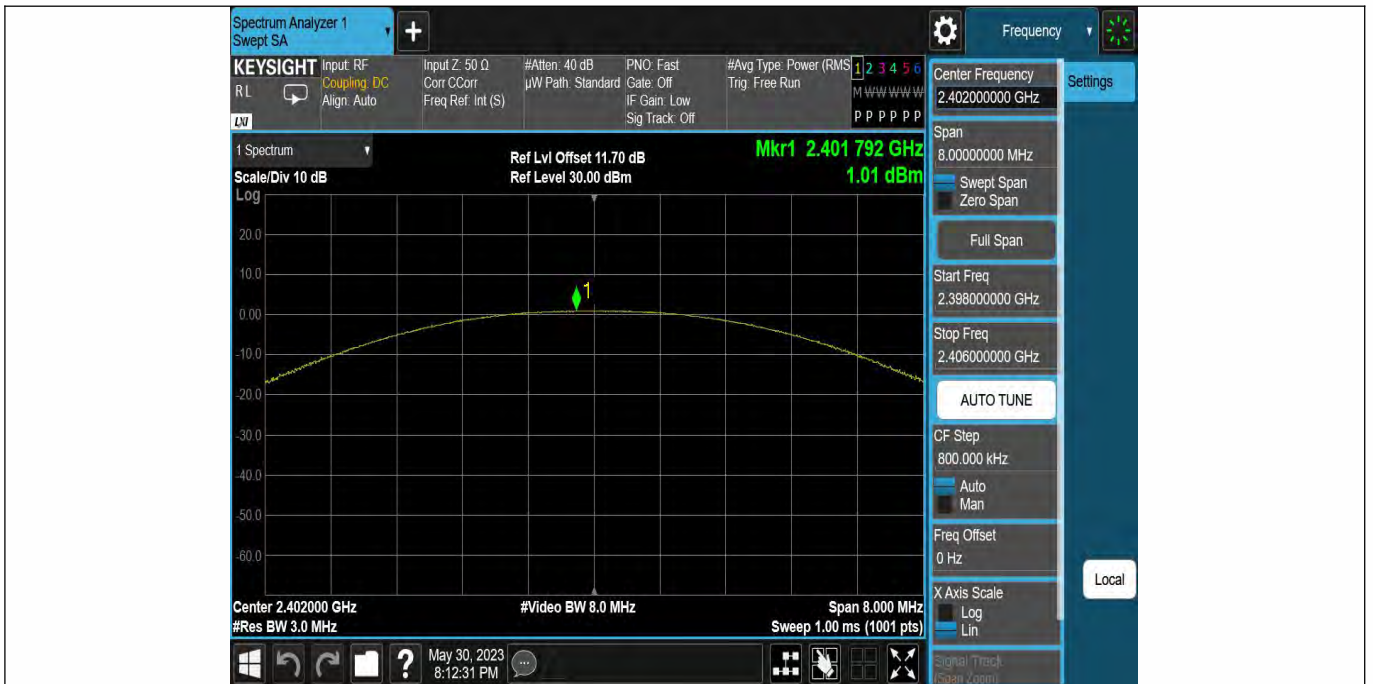 Spectrum Analyzer 1
Swept SA
+
Frequency
KEYSIGHT
RL
LXI
Input: RF
Coupling: DC
Align: Auto
Input Z: 50 Ω
Corr CCorr
Freq Ref: Int (S)
#Atten: 40 dB
µW Path: Standard
PNO: Fast
Gate: Off
IF Gain: Low
Sig Track: Off
#Avg Type: Power (RMS
Trig: Free Run
1 2 3 4 5 6
M W W W W W
P P P P P P
1 Spectrum
Scale/Div 10 dB
Ref Lvl Offset 11.70 dB
Ref Level 30.00 dBm
Mkr1 2.401 792 GHz
1.01 dBm
Log
20.0
10.0
0.00
-10.0
-20.0
-30.0
-40.0
-50.0
-60.0
1
Center 2.402000 GHz
#Res BW 3.0 MHz
#Video BW 8.0 MHz
Span 8.000 MHz
Sweep 1.00 ms (1001 pts)
Center Frequency
2.402000000 GHz
Settings
Span
8.00000000 MHz
Swept Span
Zero Span
Full Span
Start Freq
2.398000000 GHz
Stop Freq
2.406000000 GHz
AUTO TUNE
CF Step
800.000 kHz
Auto
Man
Freq Offset
0 Hz
X Axis Scale
Log
Lin
Local
Signal Track
(Span Zoom)
?
May 30, 2023
8:12:31 PM